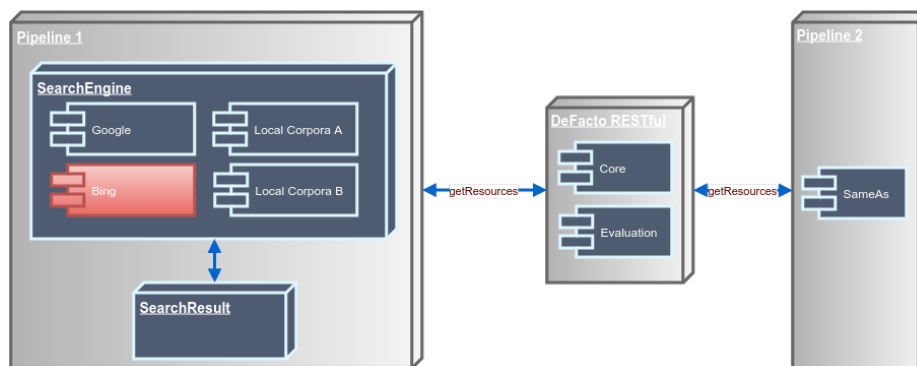 Pipeline 1
SearchEngine
Google
Local Corpora A
Bing
Local Corpora B
SearchResult
getResources
DeFacto RESTful
Core
Evaluation
getResources
Pipeline 2
SameAs